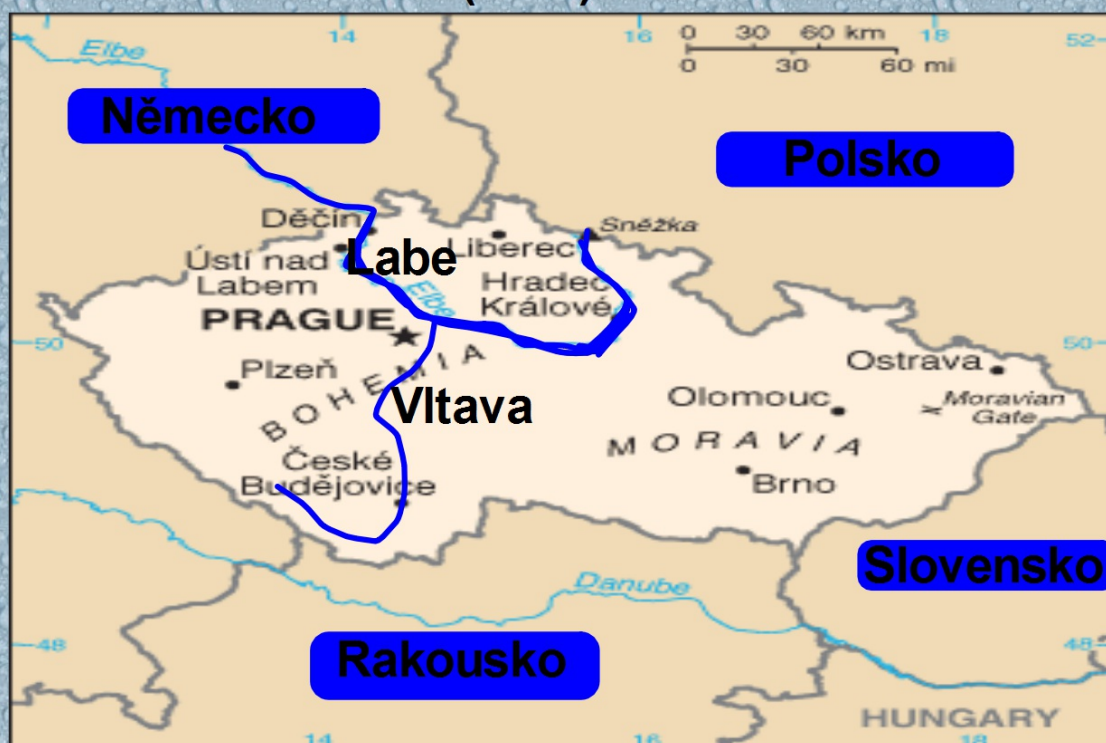 14
16
0 30 60 km
0 30 60 mi
18
52
Elbe
Německo
Polsko
Děčín
Sněžka
Liberec
Labe
Ústí nad
Labem
Elbe
Hradec
Králové
PRAGUE
50
50
Plzeň
BOHEMIA
Vltava
Ostrava
Olomouc
Moravian
Gate
MORAVIA
České
Budějovice
Brno
Slovensko
Danube
48
48
Rakousko
HUNGARY
14
16
18